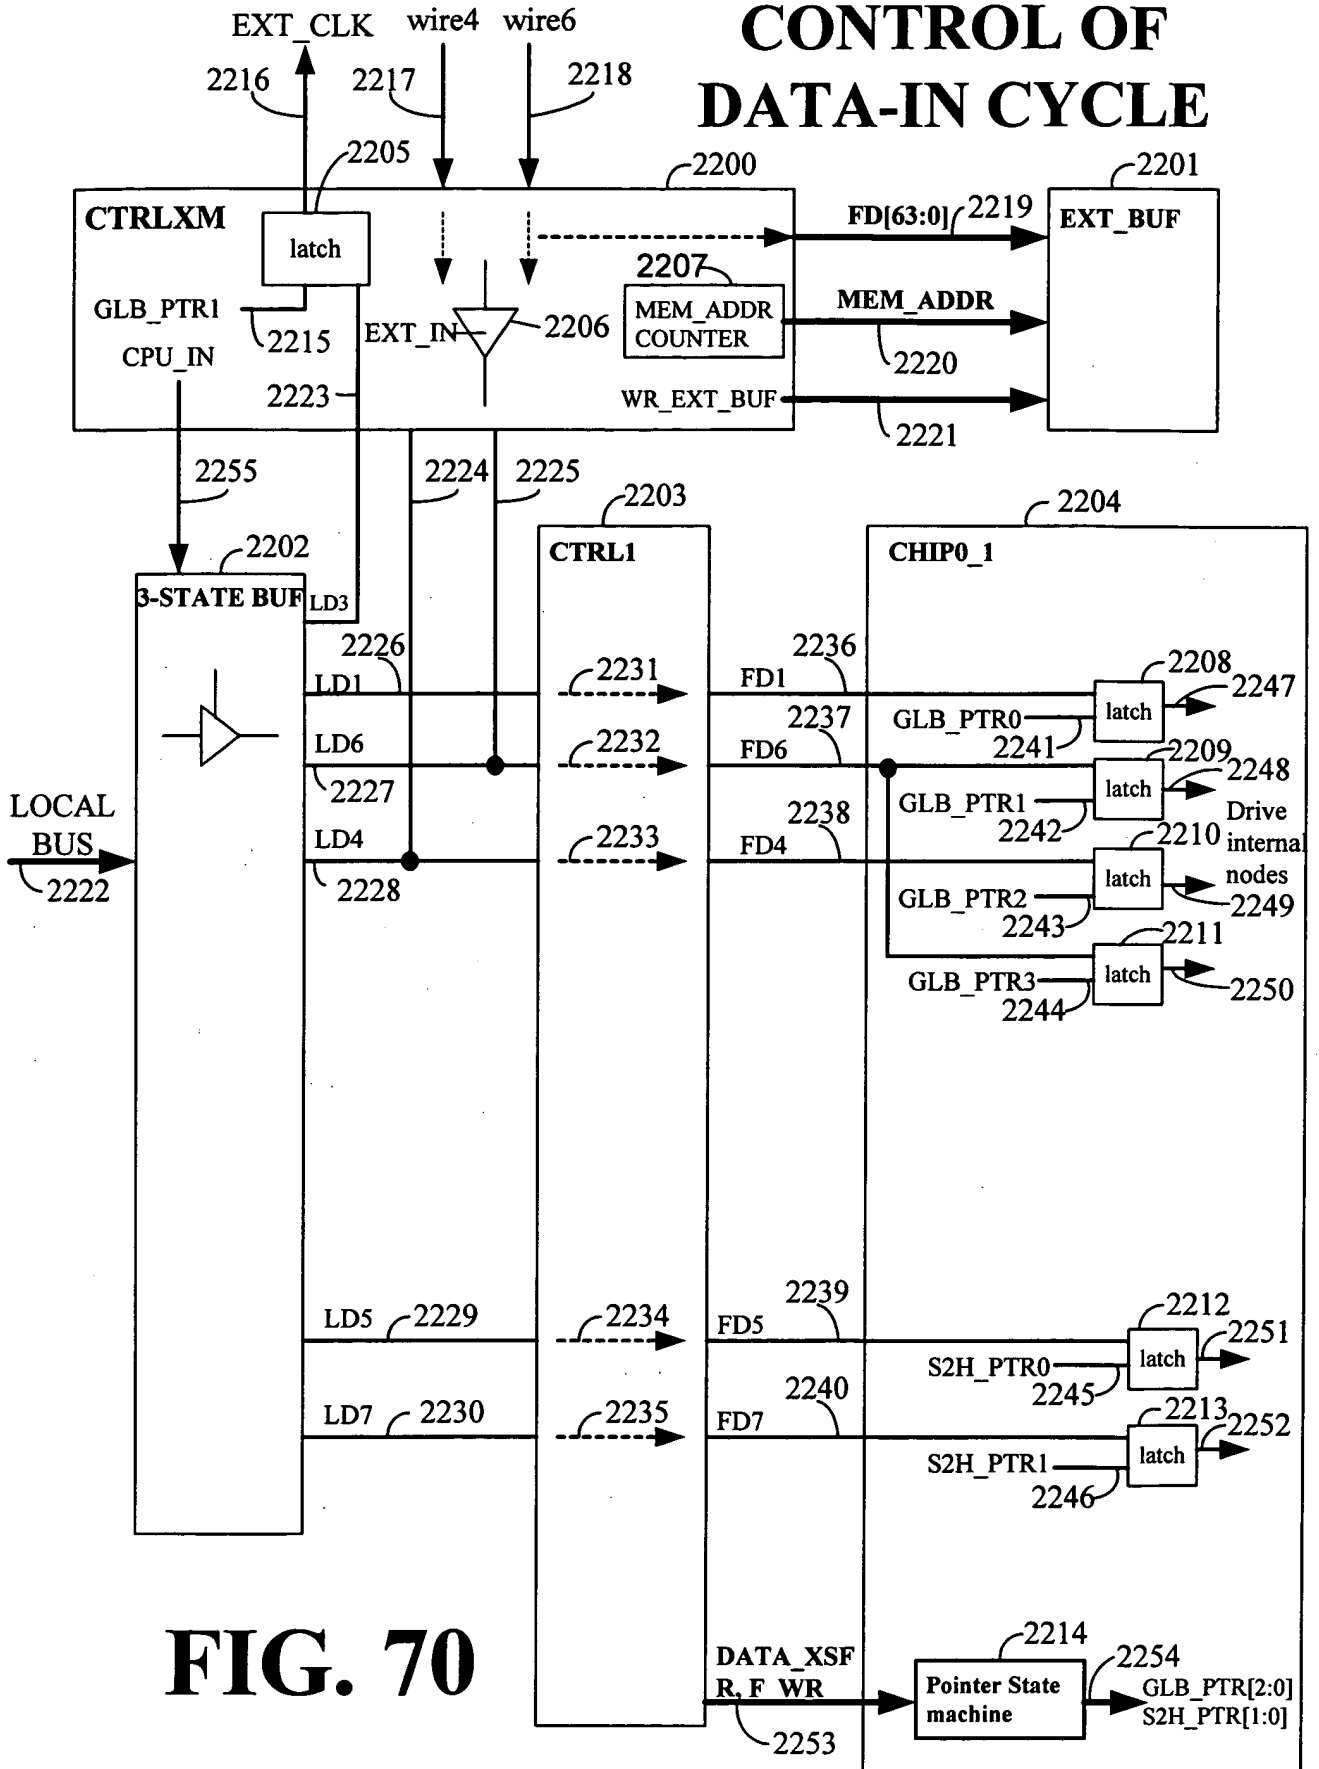 CONTROL OF
DATA-IN CYCLE
EXT_CLK
wire4
wire6
2216
2217
2218
2205
2200
2201
CTRLXM
latch
FD[63:0]
2219
EXT_BUF
2207
GLB_PTR1
2215
EXT_IN
2206
MEM_ADDR
COUNTER
MEM_ADDR
2220
CPU_IN
2223
WR_EXT_BUF
2221
2255
2224
2225
2203
2204
2202
CTRL1
CHIP0_1
3-STATE BUF
LD3
2226
LD1
2231
FD1
2236
2208
2247
latch
GLB_PTR0
2241
LD6
2227
2232
FD6
2237
2209
2248
latch
GLB_PTR1
2242
Drive
internal
nodes
LOCAL
BUS
2222
LD4
2228
2233
FD4
2238
2210
latch
GLB_PTR2
2243
2249
2211
latch
GLB_PTR3
2244
2250
LD5
2229
2234
FD5
2239
2212
2251
latch
S2H_PTR0
2245
LD7
2230
2235
FD7
2240
2213
2252
latch
S2H_PTR1
2246
FIG. 70
DATA_XSF
R, F_WR
2253
2214
Pointer State
machine
2254
GLB_PTR[2:0]
S2H_PTR[1:0]